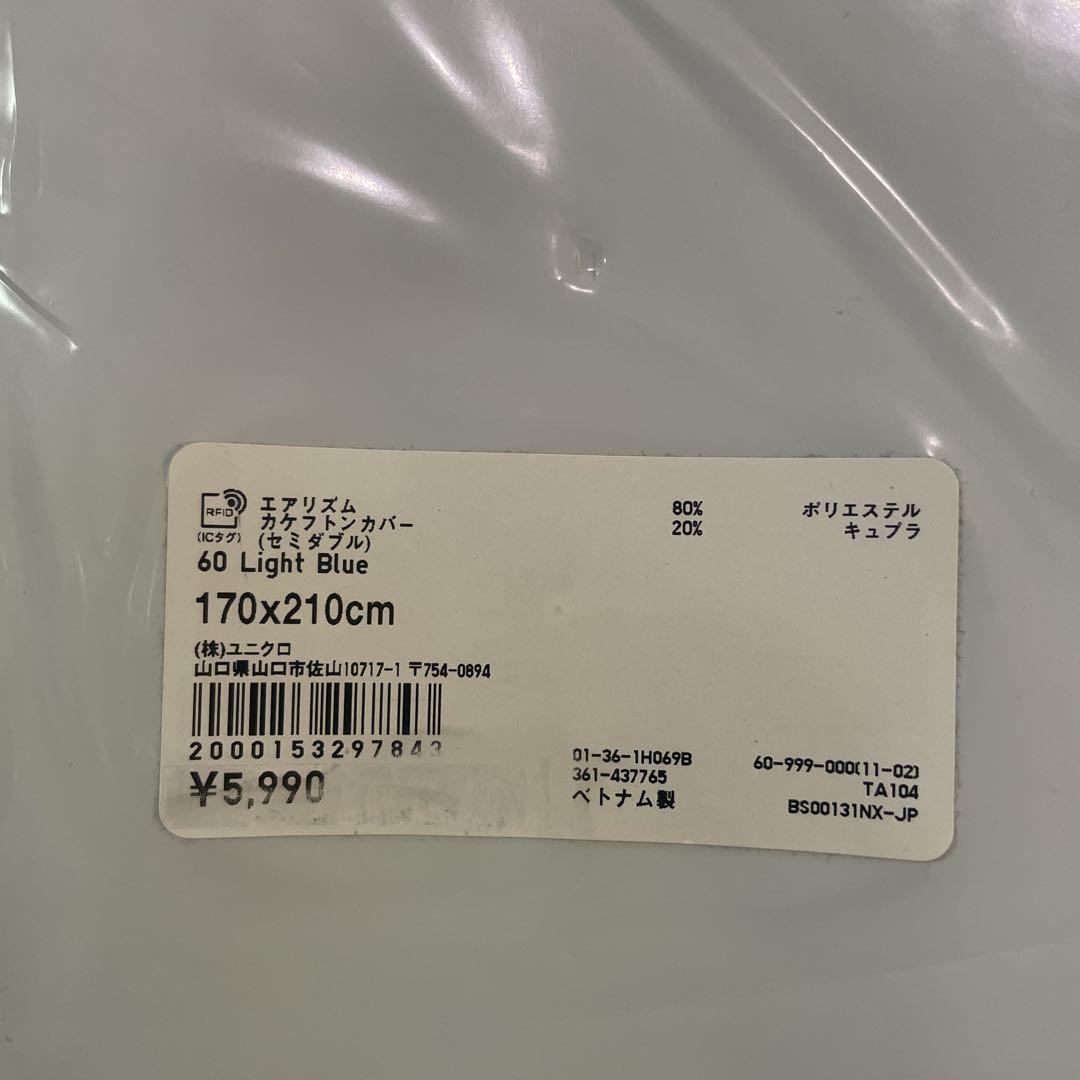 RFID
(ICタグ)
エアリズム
カケフトンカバー
(セミダブル)
60 Light Blue
170x210cm
80% ポリエステル
20% キュプラ
(株)ユニクロ
山口県山口市佐山10717-1 〒754-0894
2000153297843
¥5,990
01-36-1H069B
361-437765
ベトナム製
60-999-000(11-02)
TA104
BS00131NX-JP